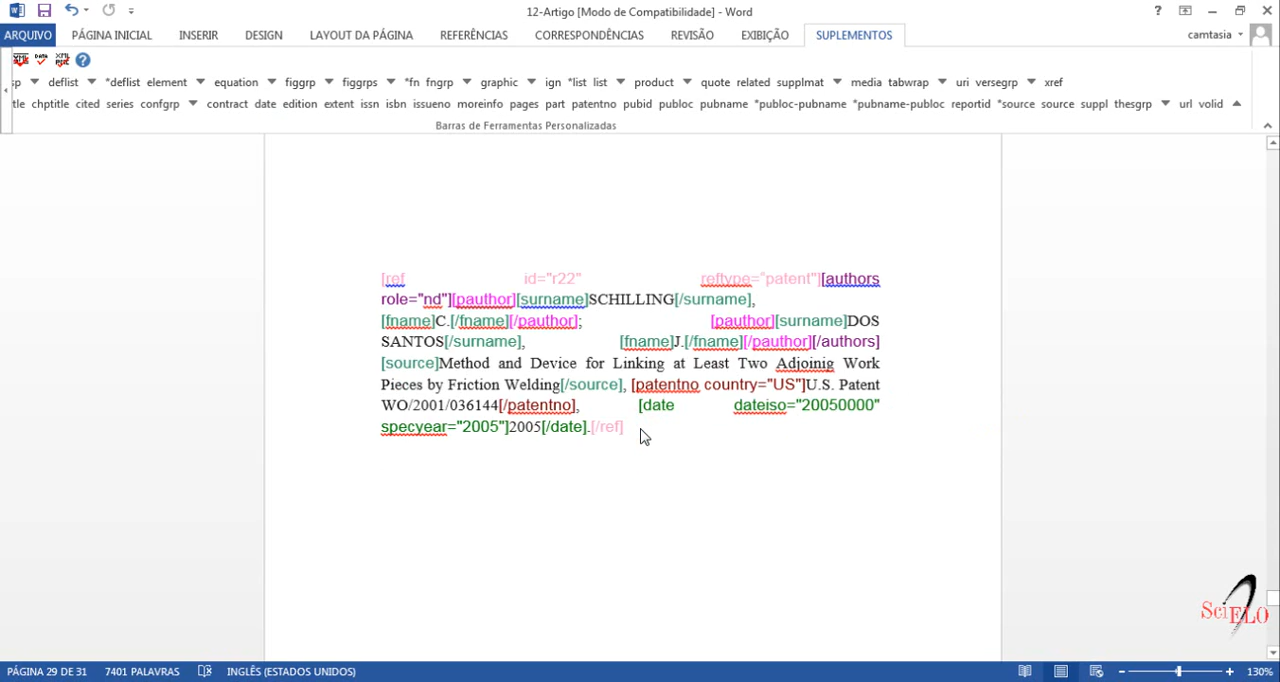 12-Artigo [Modo de Compatibilidade] - Word
ARQUIVO PÁGINA INICIAL INSERIR DESIGN LAYOUT DA PÁGINA REFERÊNCIAS CORRESPONDÊNCIAS REVISÃO EXIBIÇÃO SUPLEMENTOS camtasia
sp deflist *deflist element equation figgrp figgrps *fn fngrp graphic ign *list list product quote related supplmat media tabwrap uri versegrp xref
tle chptitle cited series confgrp contract date edition extent issn isbn issueno moreinfo pages part patentno pubid publoc pubname *publoc-pubname *pubname-publoc reportid *source source suppl thesgrp url volid
Barras de Ferramentas Personalizadas
[ref id="r22" reftype="patent"][authors
role="nd"][pauthor][surname]SCHILLING[/surname],
[fname]C.[/fname][/pauthor]; [pauthor][surname]DOS
SANTOS[/surname], [fname]J.[/fname][/pauthor][/authors]
[source]Method and Device for Linking at Least Two Adjoinig Work
Pieces by Friction Welding[/source], [patentno country="US"]U.S. Patent
WO/2001/036144[/patentno], [date dateiso="20050000"
specyear="2005"]2005[/date].[/ref]
SciELO
PÁGINA 29 DE 31 7401 PALAVRAS INGLÊS (ESTADOS UNIDOS) 130%